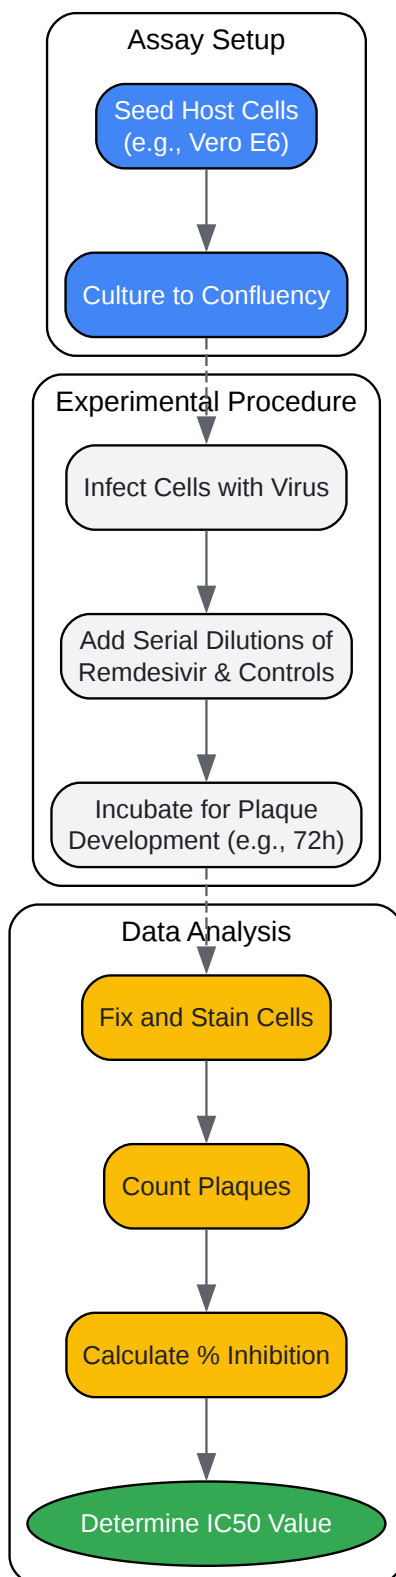 Assay Setup
Seed Host Cells
(e.g., Vero E6)
Culture to Confluency
Experimental Procedure
Infect Cells with Virus
Add Serial Dilutions of
Remdesivir & Controls
Incubate for Plaque
Development (e.g., 72h)
Data Analysis
Fix and Stain Cells
Count Plaques
Calculate % Inhibition
Determine IC50 Value